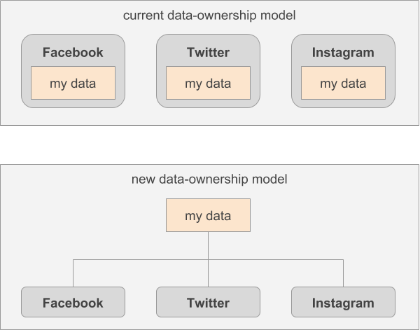 current data-ownership model
Facebook Twitter Instagram
my data my data my data
new data-ownership model
my data
Facebook Twitter Instagram